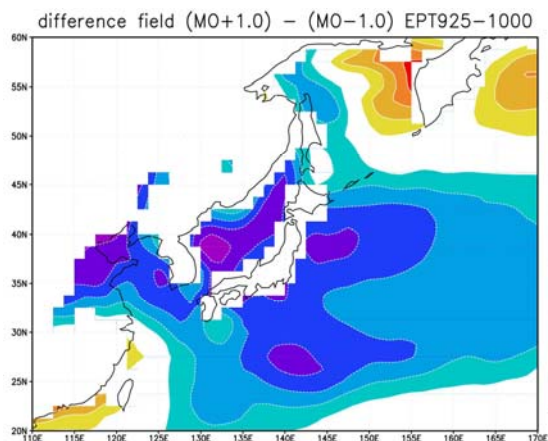 difference field (MO+1.0) − (MO−1.0) EPT925−1000
60N
55N
50N
45N
40N
35N
30N
25N
20N
110E 115E 120E 125E 130E 135E 140E 145E 150E 155E 160E 165E 170E